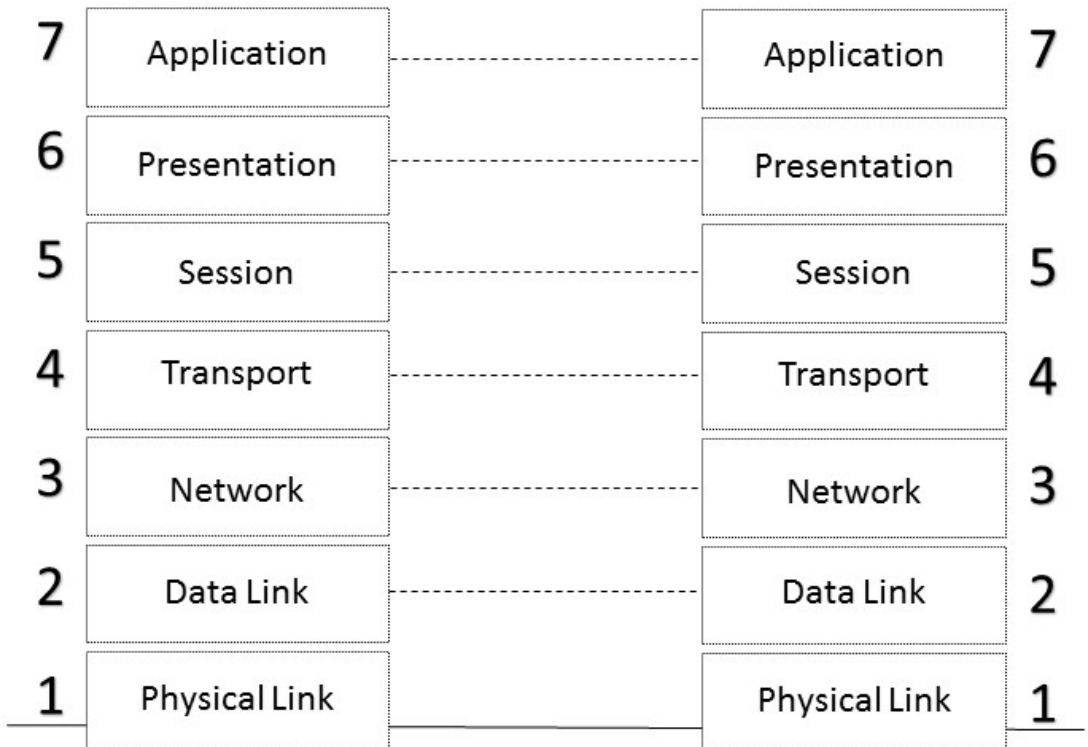 7 Application Application 7
6 Presentation Presentation 6
5 Session Session 5
4 Transport Transport 4
3 Network Network 3
2 Data Link Data Link 2
1 Physical Link Physical Link 1